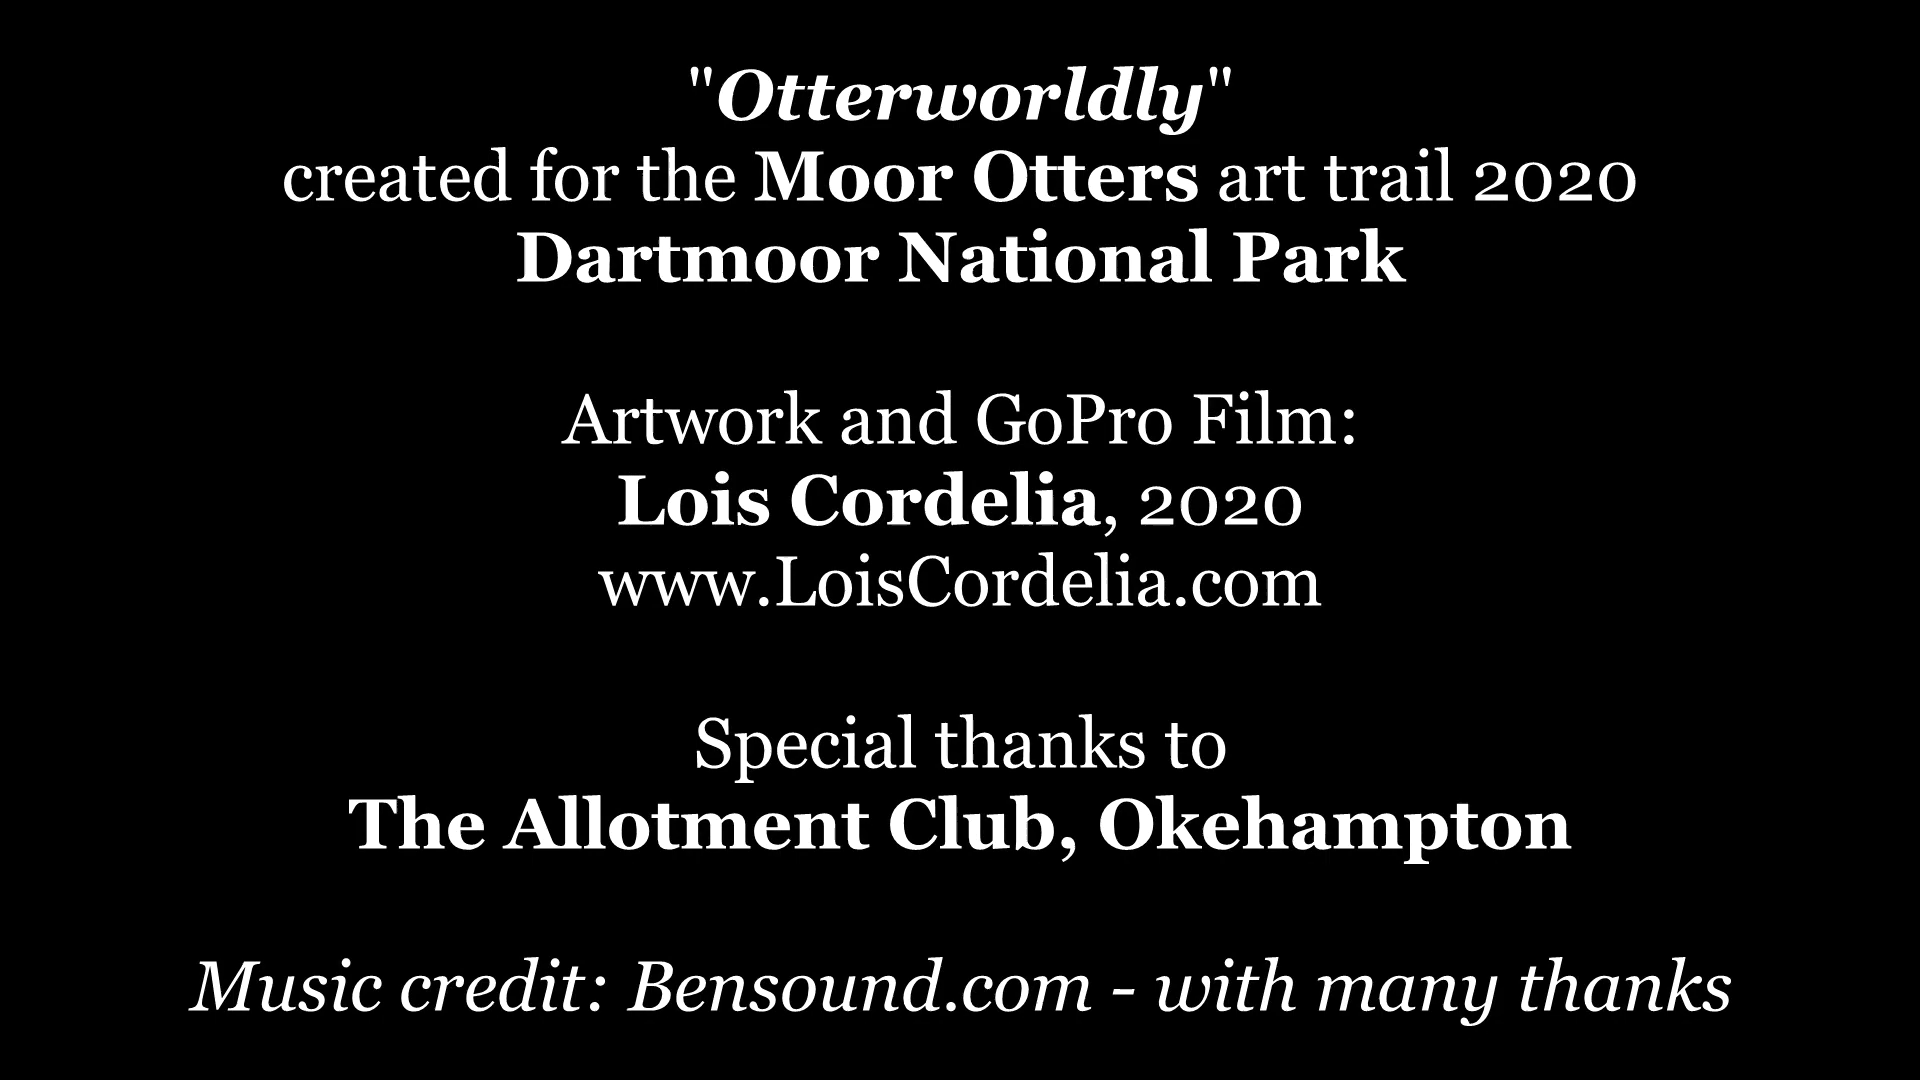 "Otterworldly"
created for the Moor Otters art trail 2020
Dartmoor National Park
Artwork and GoPro Film:
Lois Cordelia, 2020
www.LoisCordelia.com
Special thanks to
The Allotment Club, Okehampton
Music credit: Bensound.com - with many thanks